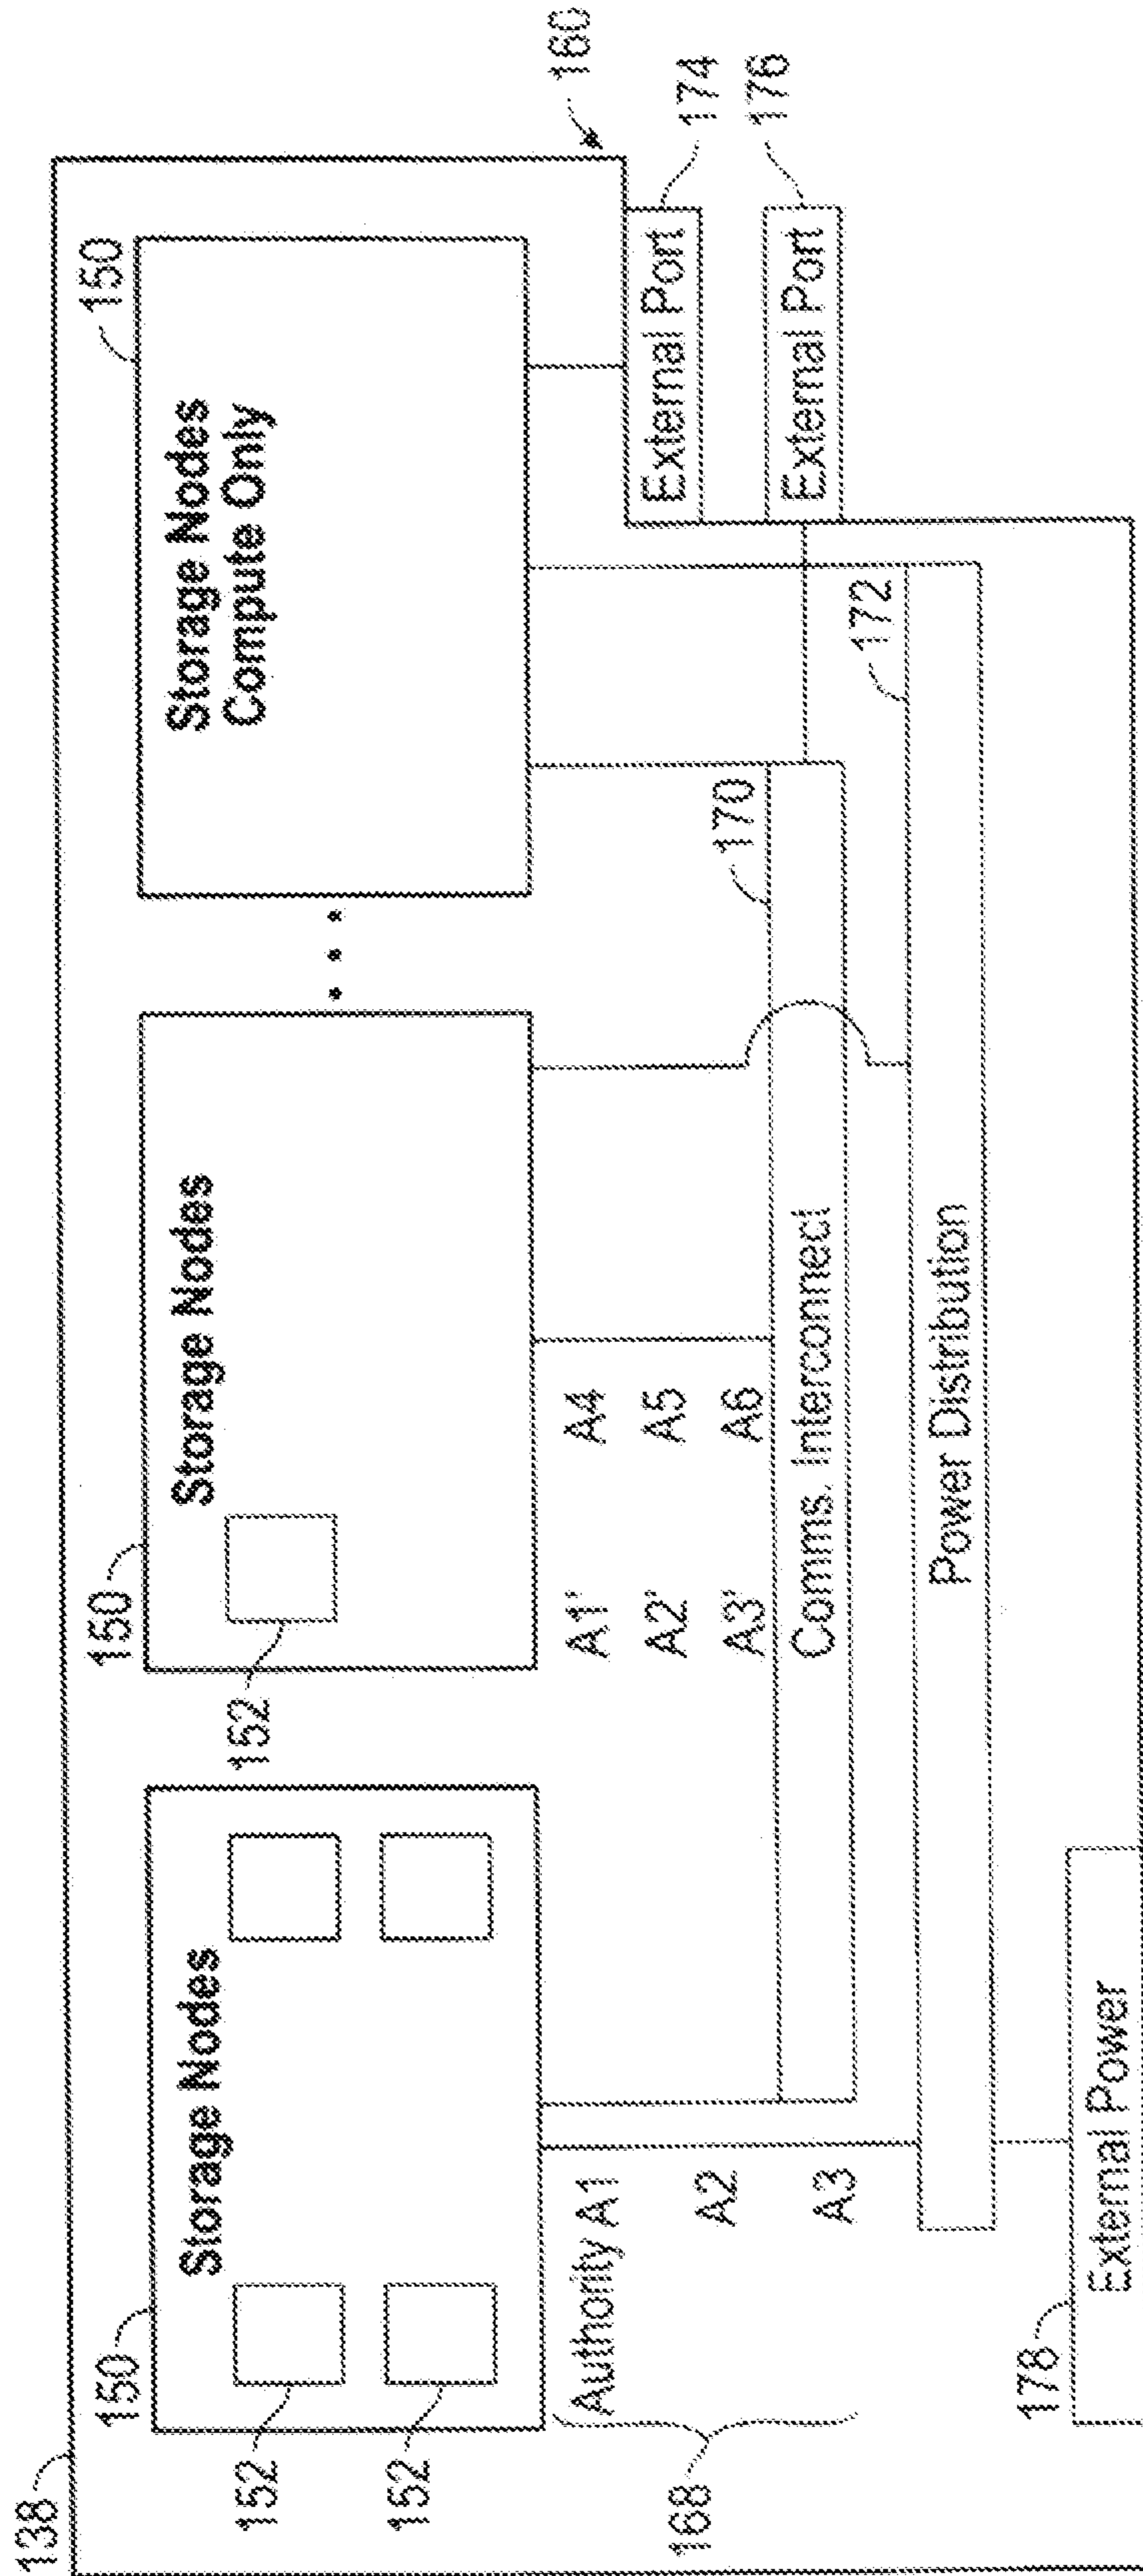 138
160
150
Storage Nodes
152
152
150
Storage Nodes
152
150
Storage Nodes
Compute Only
Authority A1
A2
A3
168
A1'
A2'
A3'
A4
A5
A6
170
Comms. Interconnect
172
Power Distribution
External Port
174
External Port
176
178
External Power